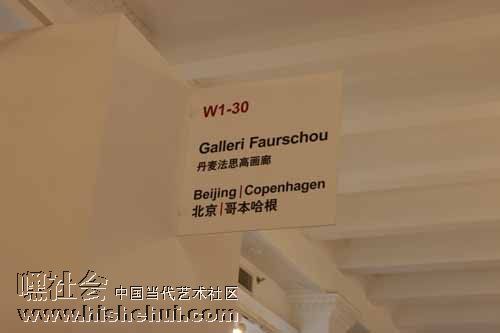 W1-30
Galleri Faurschou
丹麦法思高画廊
Beijing|Copenhagen
北京|哥本哈根
嘿社会 中国当代艺术社区
www.hishehui.com